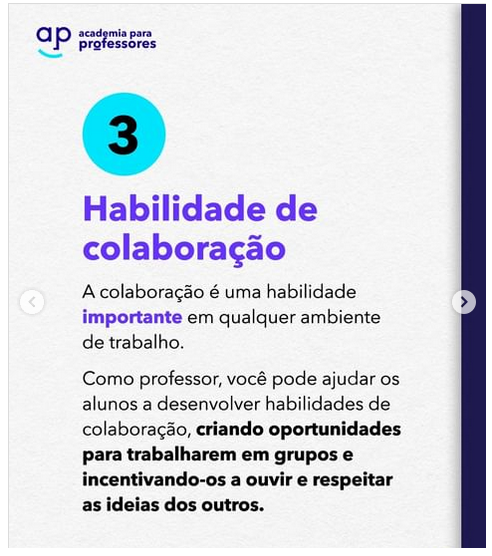 ap academia para
professores
3
Habilidade de
colaboração
A colaboração é uma habilidade
importante em qualquer ambiente
de trabalho.
Como professor, você pode ajudar os
alunos a desenvolver habilidades de
colaboração, criando oportunidades
para trabalharem em grupos e
incentivando-os a ouvir e respeitar
as ideias dos outros.